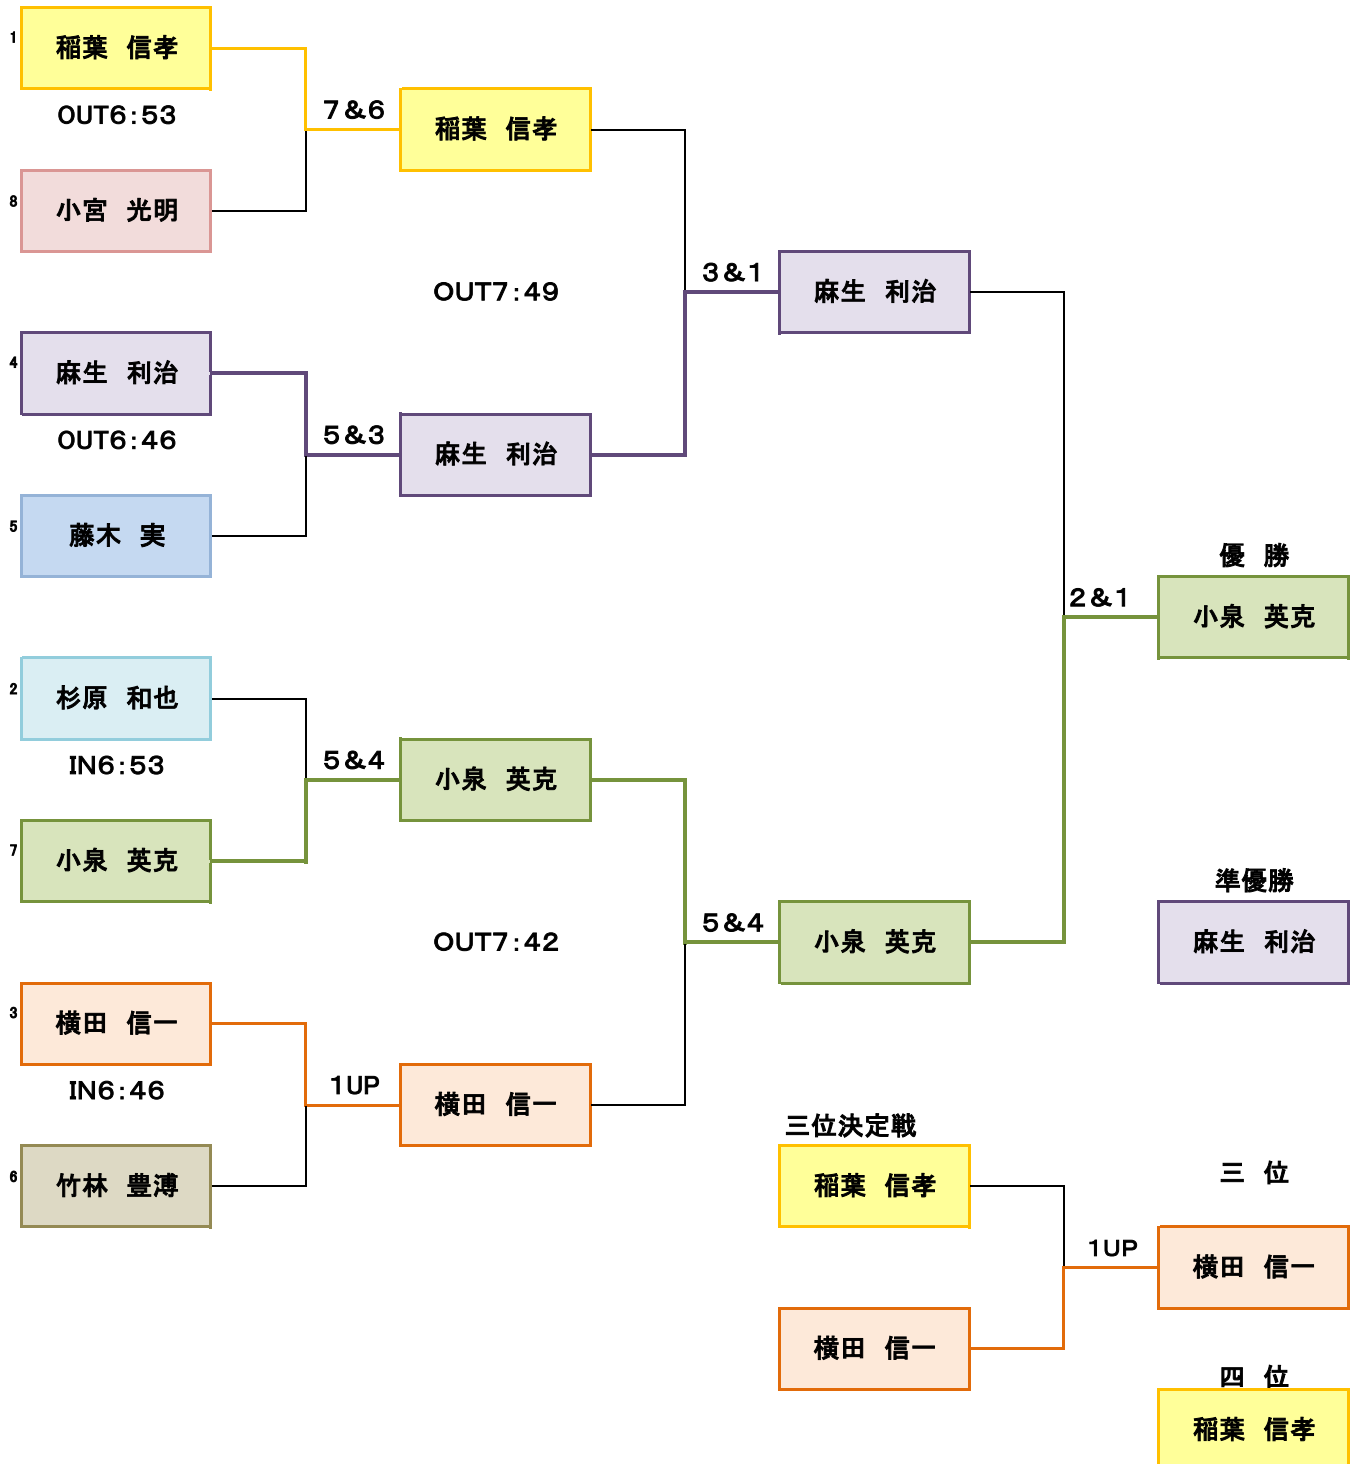 1
稲葉　信孝
OUT6：53
7＆6
稲葉　信孝
8
小宮　光明
OUT7：49
3＆1
麻生　利治
4
麻生　利治
OUT6：46
5＆3
麻生　利治
5
藤木　実
優　勝
2＆1
小泉　英克
2
杉原　和也
IN6：53
5＆4
小泉　英克
7
小泉　英克
準優勝
OUT7：42
5＆4
小泉　英克
麻生　利治
3
横田　信一
IN6：46
1UP
横田　信一
三位決定戦
6
竹林　豊溥
稲葉　信孝
三　位
1UP
横田　信一
横田　信一
四　位
稲葉　信孝